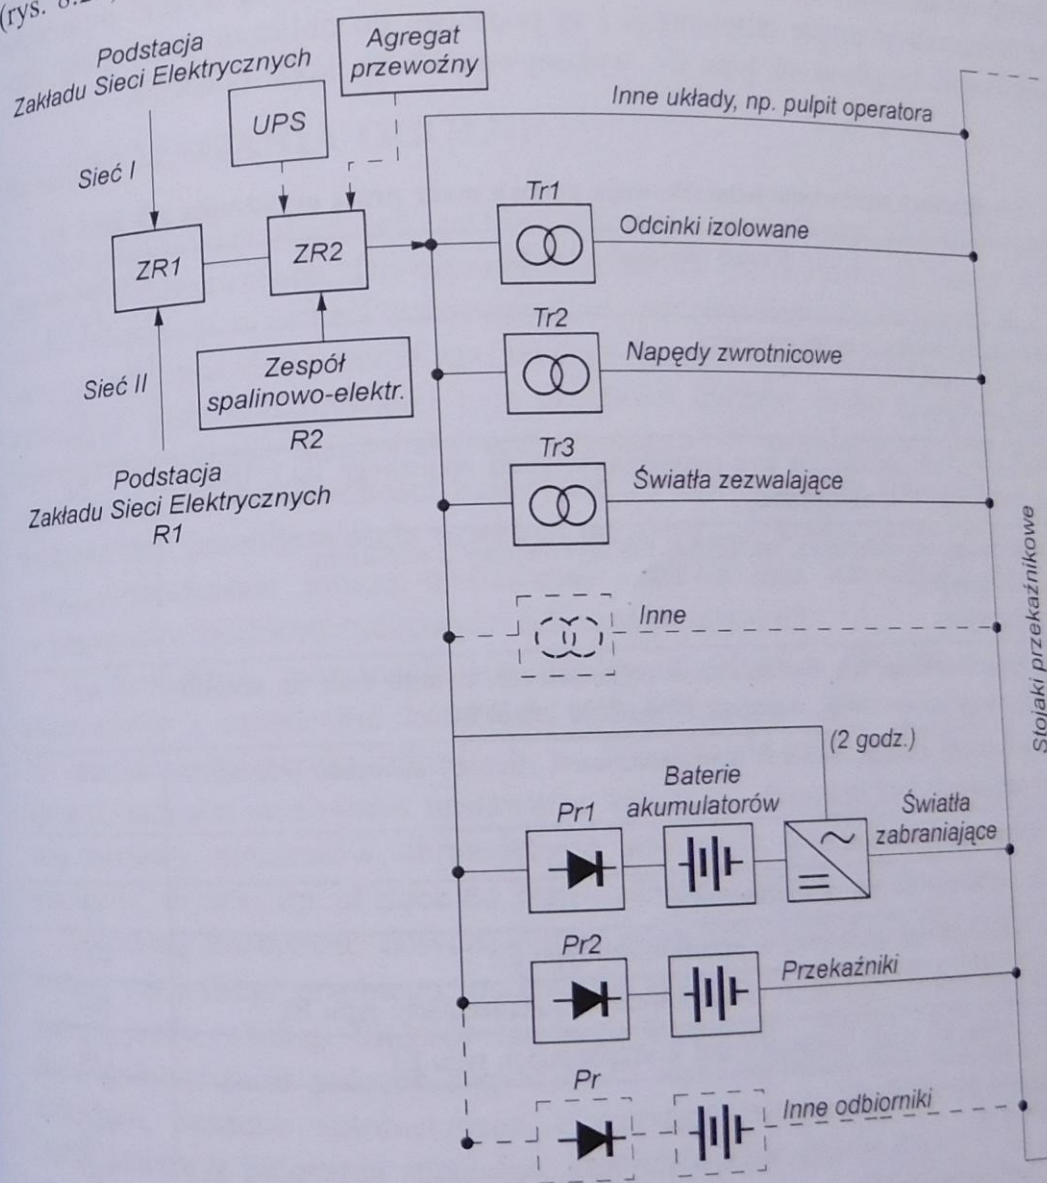 (rys.
Podstacja
Zakładu Sieci Elektrycznych
Agregat
przewoźny
UPS
Inne układy, np. pulpit operatora
Sieć I
ZR1
ZR2
Tr1
Odcinki izolowane
Tr2
Napędy zwrotnicowe
Sieć II
Zespół
spalinowo-elektr.
R2
Podstacja
Zakładu Sieci Elektrycznych
R1
Tr3
Światła zezwalające
Stojaki przekaźnikowe
Inne
(2 godz.)
Pr1
Baterie
akumulatorów
Światła
zabraniające
Pr2
Przekaźniki
Pr
Inne odbiorniki